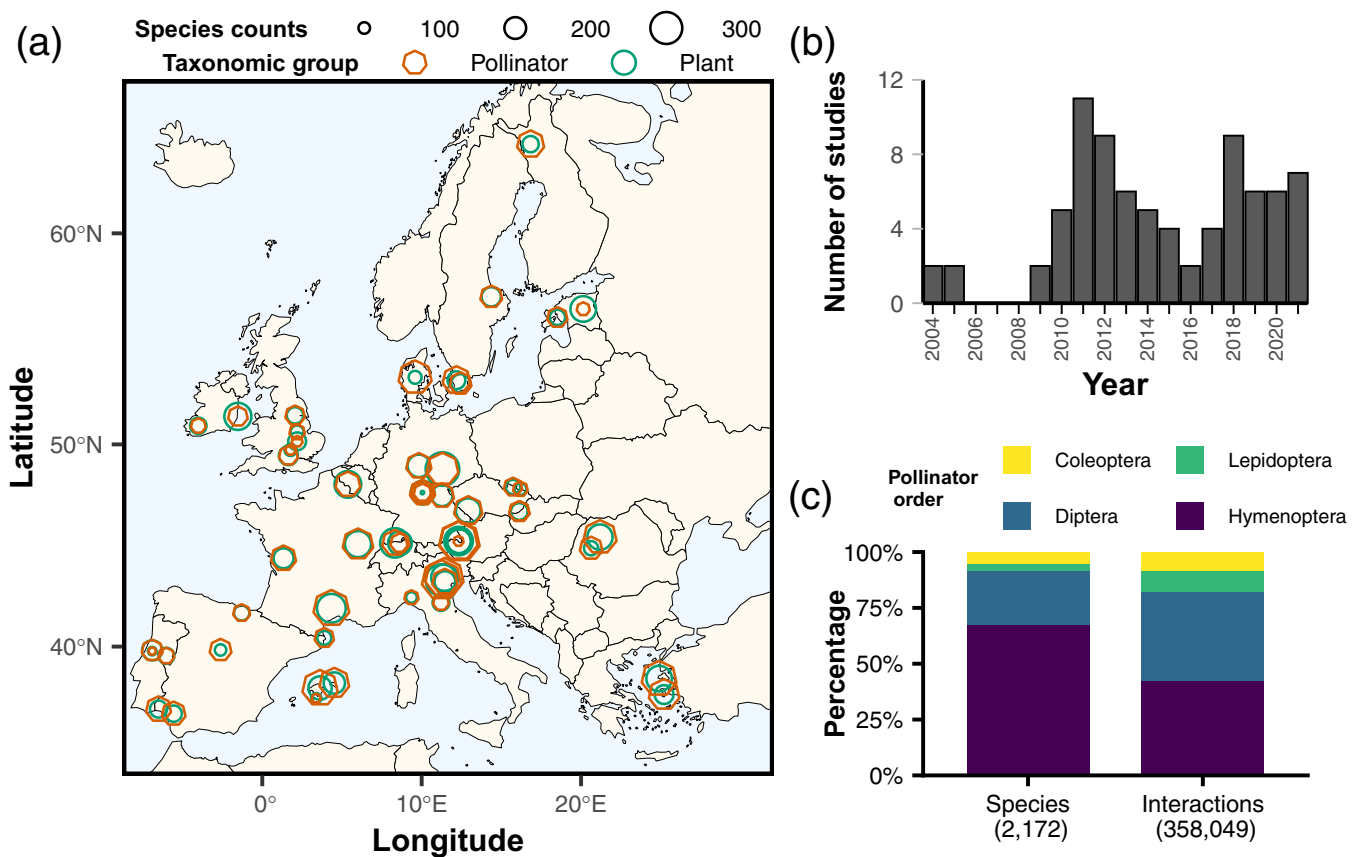 (a)
Species counts 100 200 300
Taxonomic group Pollinator Plant
60°N
50°N
40°N
Latitude
0° 10°E 20°E
Longitude
(b)
12
8
4
0
Number of studies
2004 2006 2008 2010 2012 2014 2016 2018 2020
Year
(c)
Pollinator
order
Coleoptera Lepidoptera
Diptera Hymenoptera
100%
75%
50%
25%
0%
Percentage
Species Interactions
(2,172) (358,049)